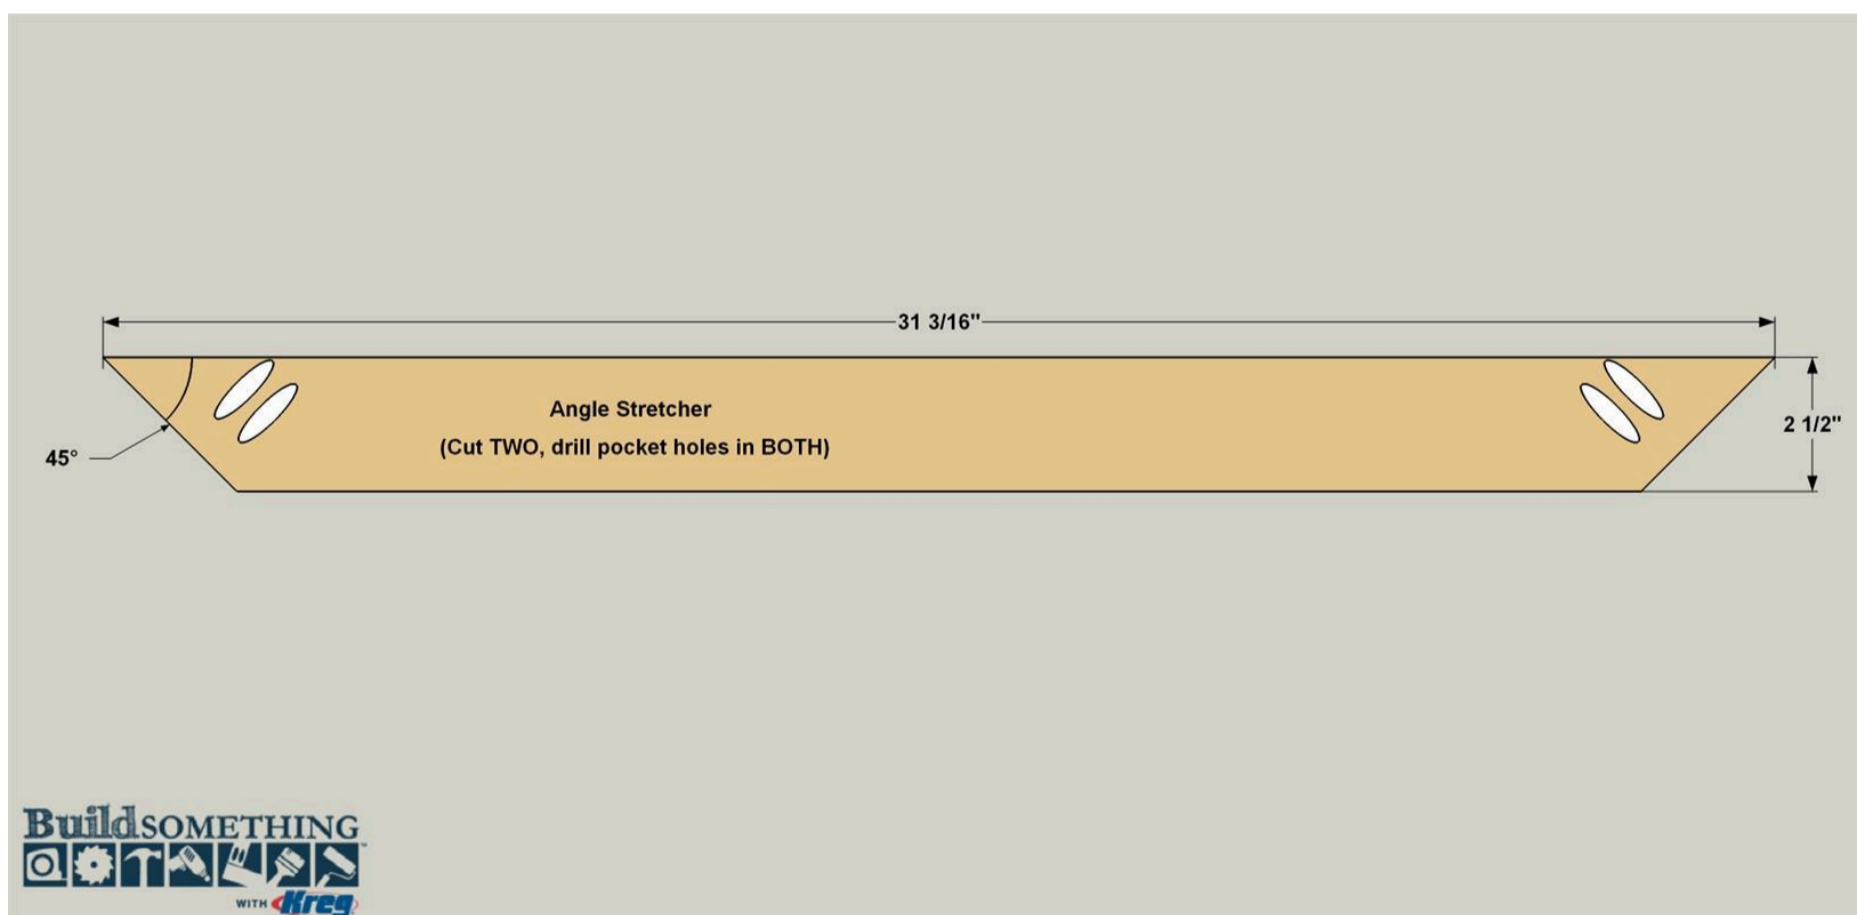 31 3/16"
Angle Stretcher
2 1/2"
(Cut TWO, drill pocket holes in BOTH)
45°
BuildSOMETHING
WITH Kreg